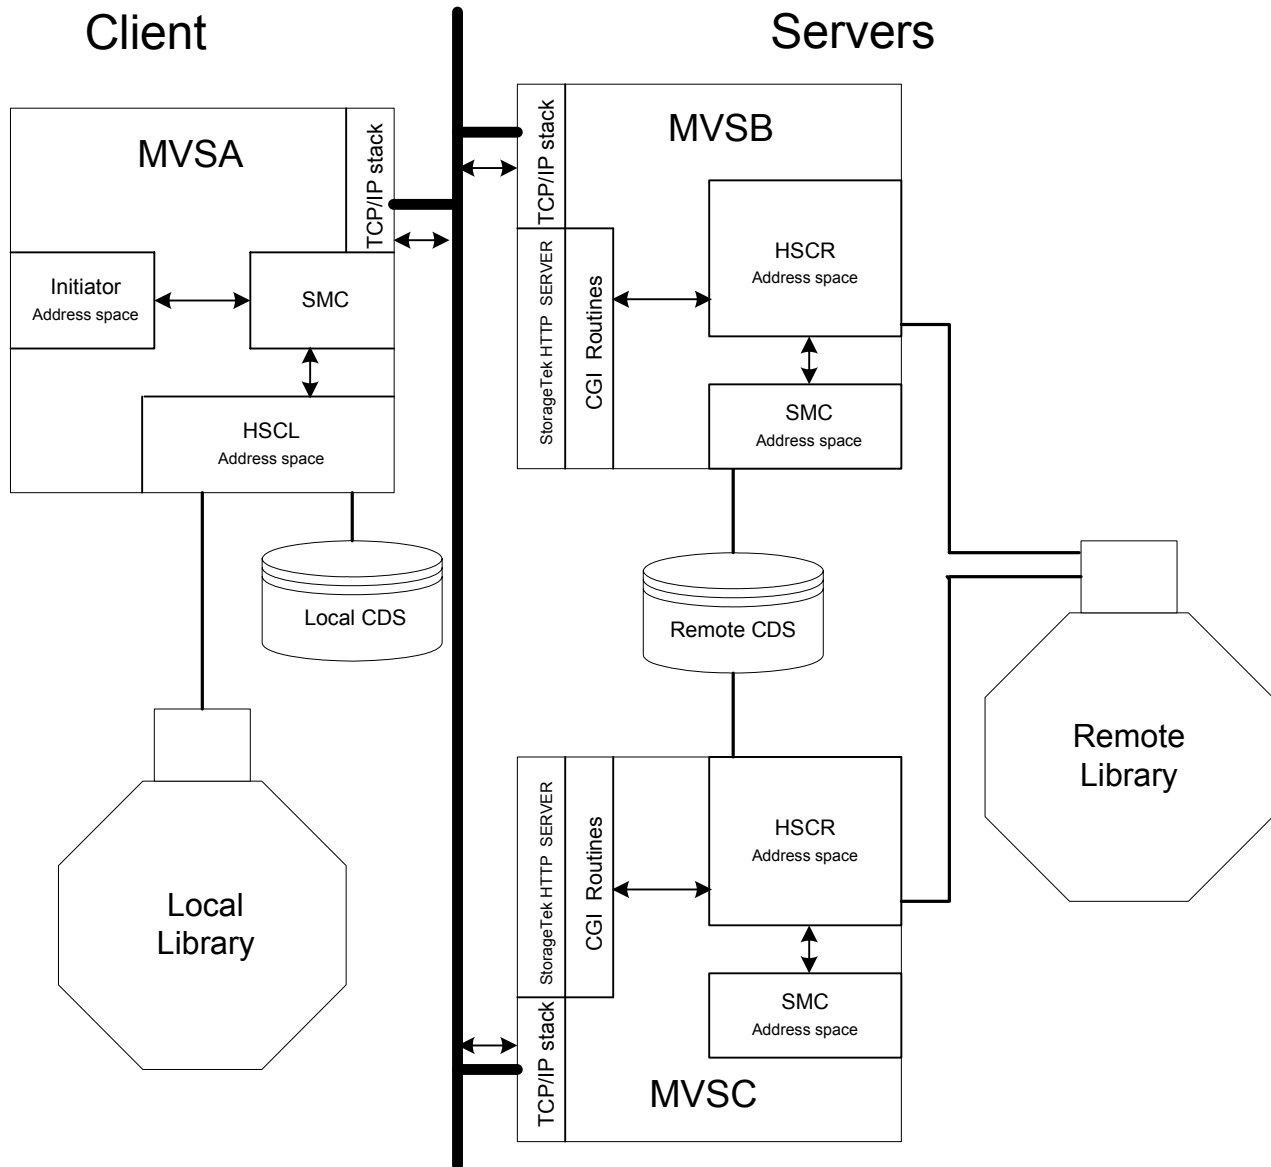 Client
Servers
MVSA
TCP/IP stack
Initiator
Address space
SMC
HSCL
Address space
Local CDS
Local
Library
MVSB
TCP/IP stack
StorageTek HTTP SERVER
CGI Routines
HSCR
Address space
SMC
Address space
Remote CDS
Remote
Library
StorageTek HTTP SERVER
CGI Routines
HSCR
Address space
SMC
Address space
TCP/IP stack
MVSC